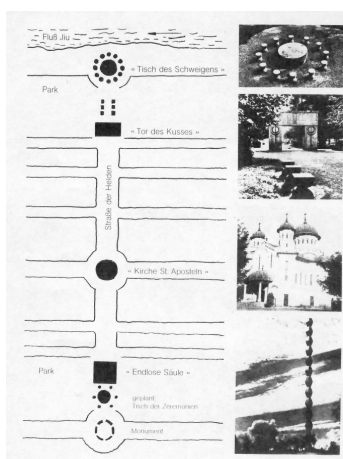 Fluß Jiu
« Tisch des Schweigens »
Park
« Tor des Kusses »
Straße der Helden
« Kirche St. Aposteln »
Park
« Endlose Säule »
geplant:
Tisch der Zeremonien
Monument